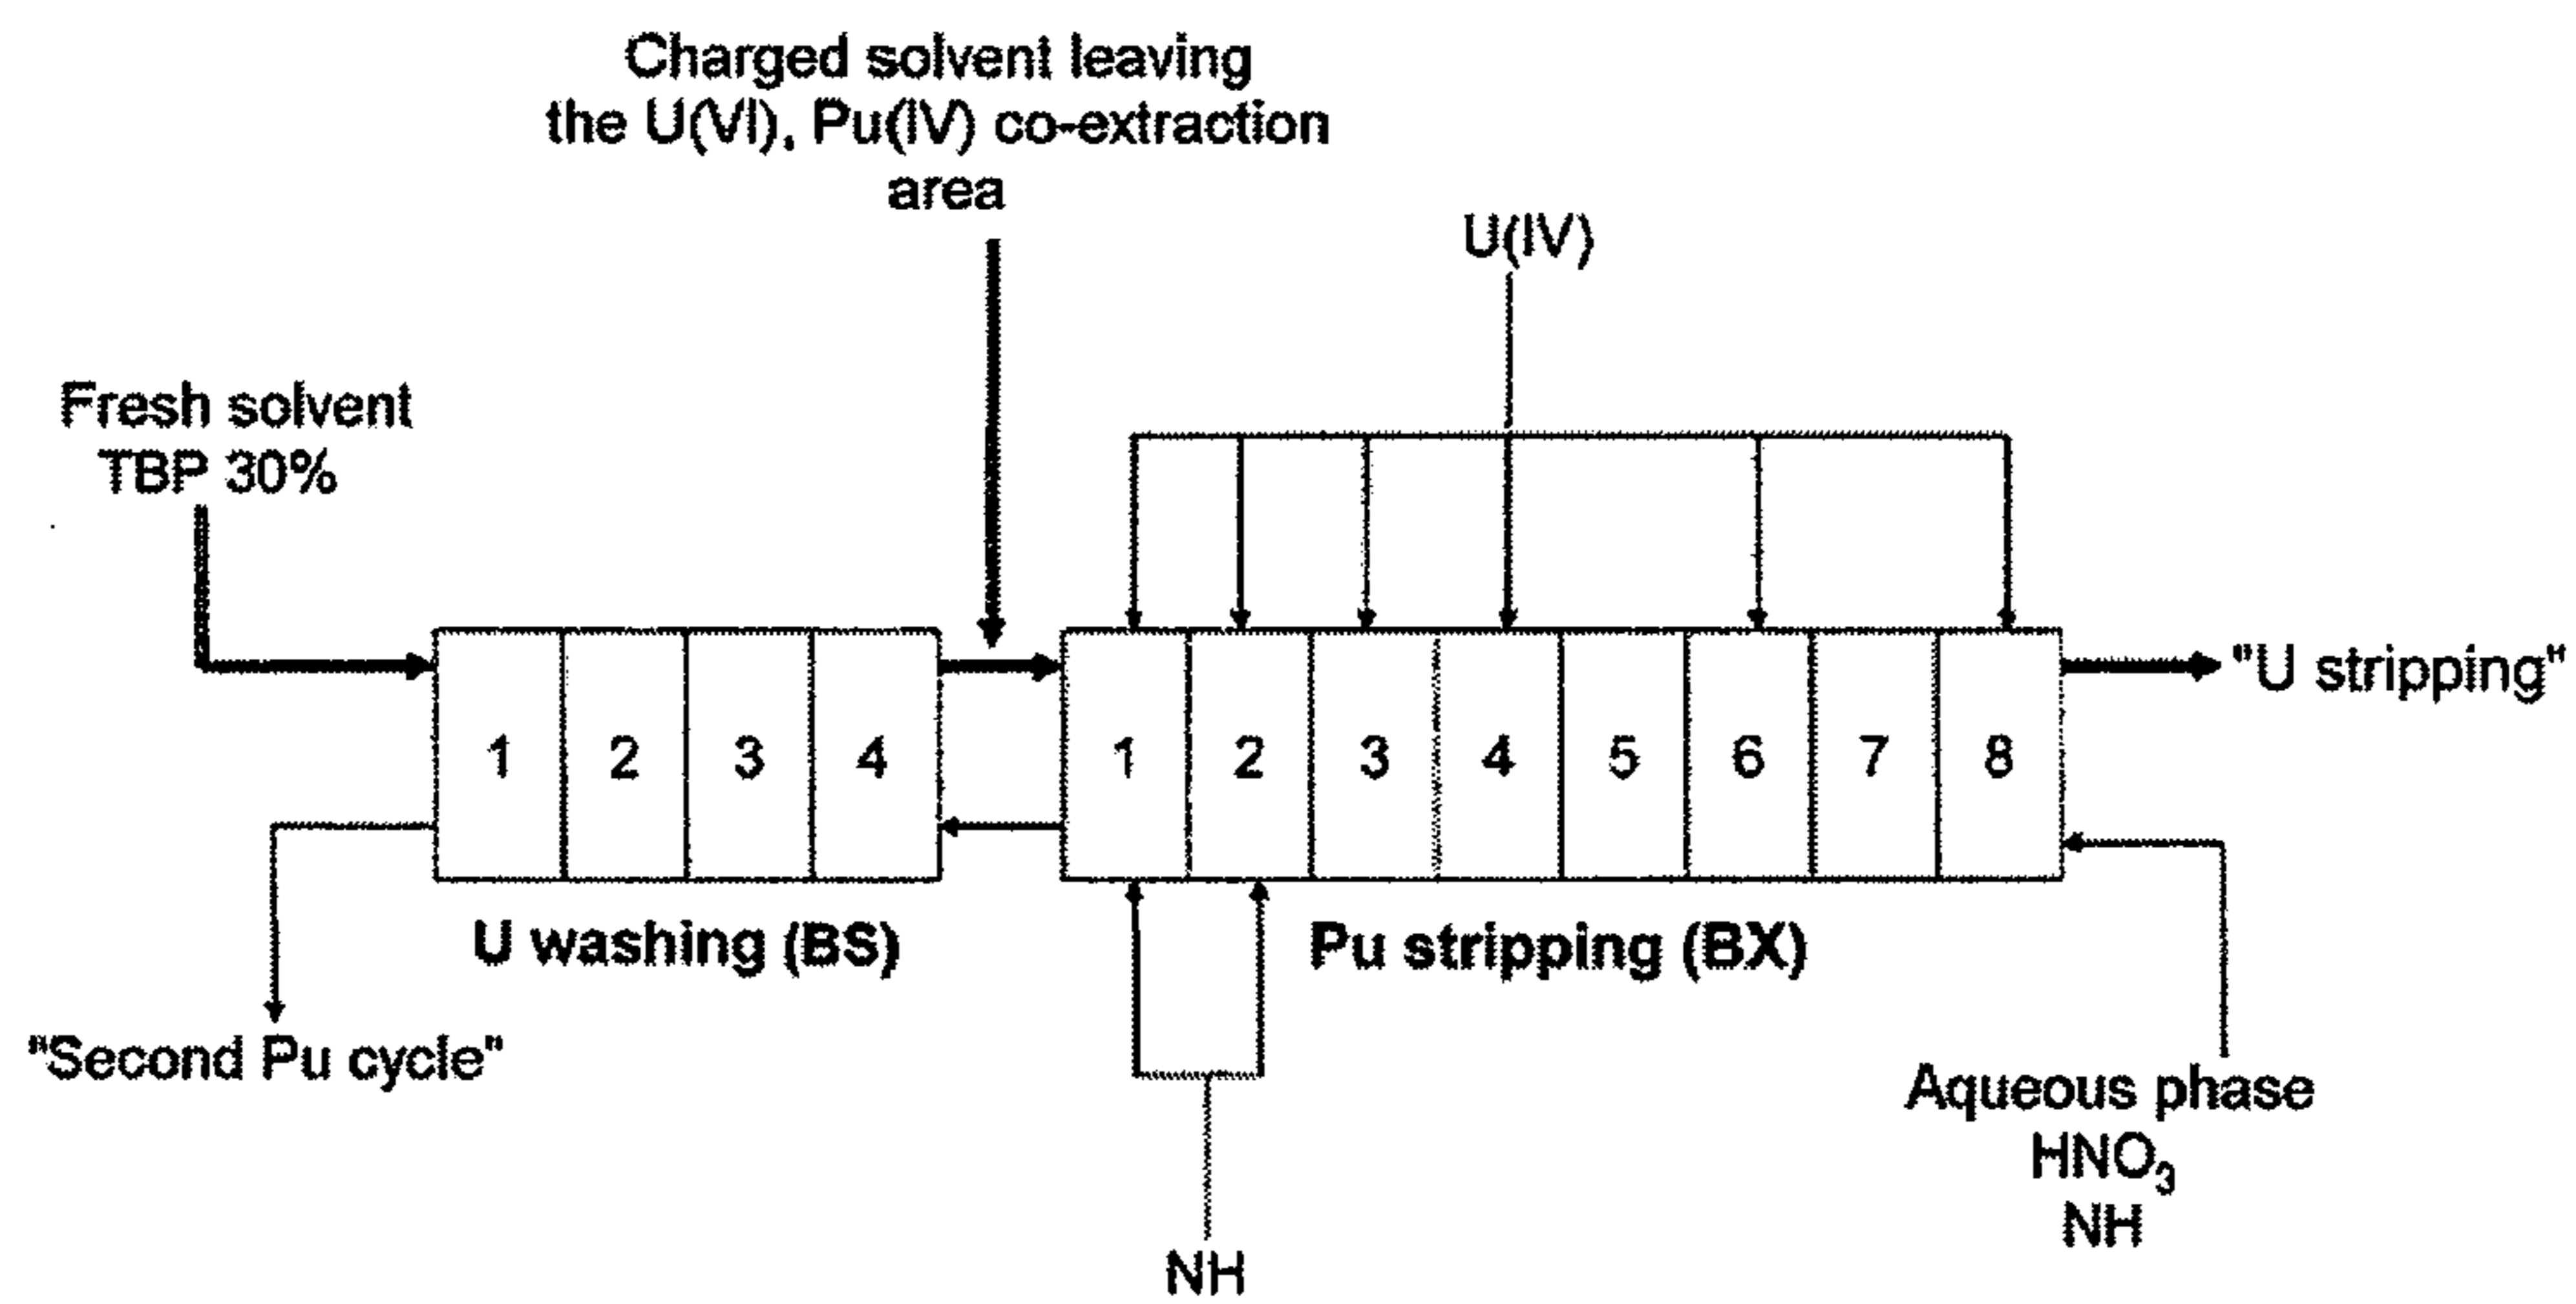 Charged solvent leaving
the U(VI), Pu(IV) co-extraction
area
U(IV)
Fresh solvent
TBP 30%
"U stripping"
1 2 3 4
1 2 3 4 5 6 7 8
U washing (BS)
Pu stripping (BX)
"Second Pu cycle"
Aqueous phase
HNO₃
NH
NH